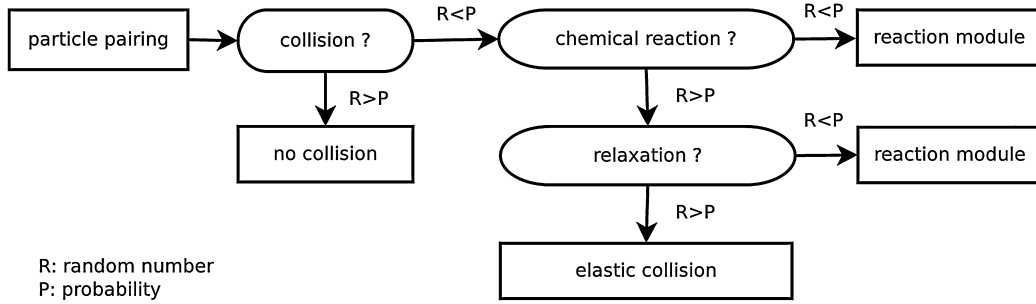 particle pairing
collision ?
R<P
chemical reaction ?
R<P
reaction module
R>P
R>P
no collision
relaxation ?
R<P
reaction module
R>P
elastic collision
R: random number
P: probability